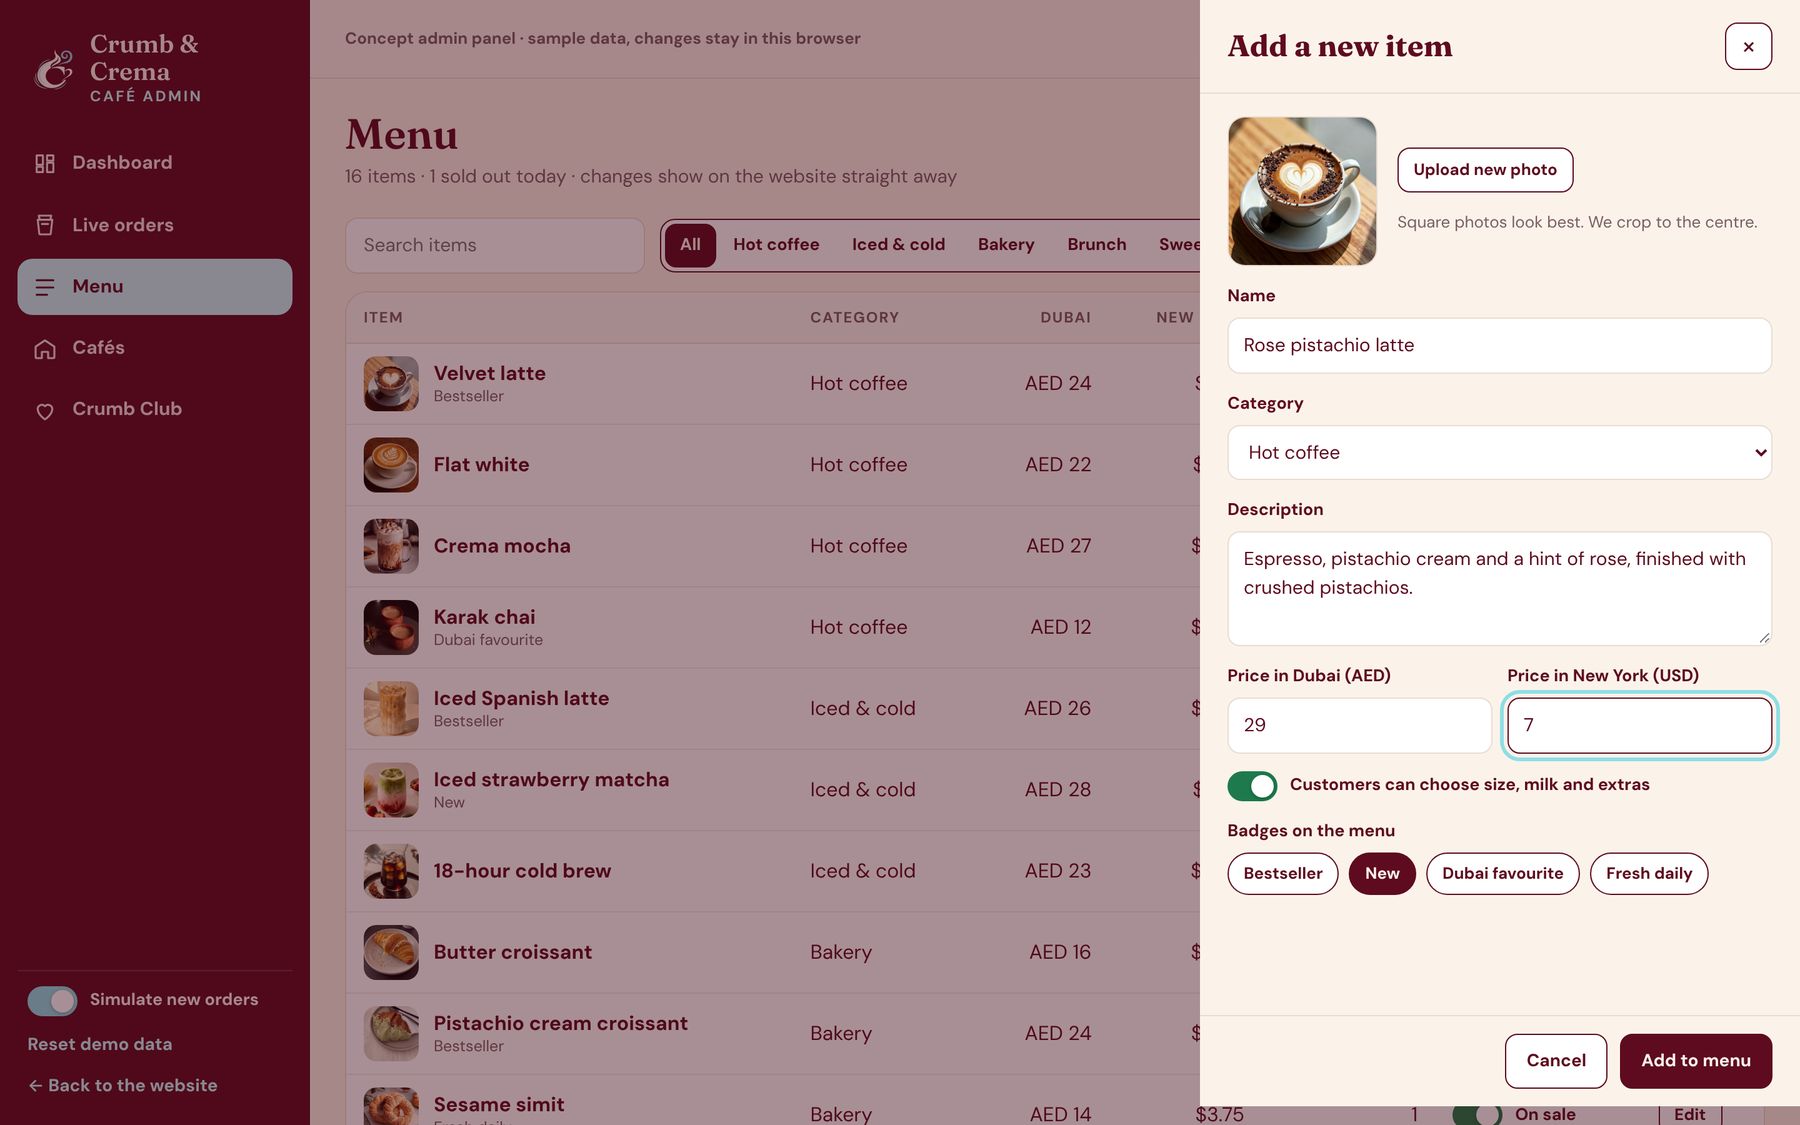 Crumb &
Crema
CAFÉ ADMIN
Dashboard
Live orders
Menu
Cafés
Crumb Club
Simulate new orders
Reset demo data
← Back to the website
Concept admin panel · sample data, changes stay in this browser
Menu
16 items · 1 sold out today · changes show on the website straight away
Search items
All Hot coffee Iced & cold Bakery Brunch
ITEM CATEGORY DUBAI NEW
Velvet latte Hot coffee AED 24
Bestseller
Flat white Hot coffee AED 22
Crema mocha Hot coffee AED 27
Karak chai Hot coffee AED 12
Dubai favourite
Iced Spanish latte Iced & cold AED 26
Bestseller
Iced strawberry matcha Iced & cold AED 28
New
18-hour cold brew Iced & cold AED 23
Butter croissant Bakery AED 16
Pistachio cream croissant Bakery AED 24
Bestseller
Sesame simit Bakery AED 14 $3.75 1 On sale Edit
Add a new item
×
Upload new photo
Square photos look best. We crop to the centre.
Name
Rose pistachio latte
Category
Hot coffee
Description
Espresso, pistachio cream and a hint of rose, finished with
crushed pistachios.
Price in Dubai (AED) Price in New York (USD)
29 7
Customers can choose size, milk and extras
Badges on the menu
Bestseller New Dubai favourite Fresh daily
Cancel Add to menu